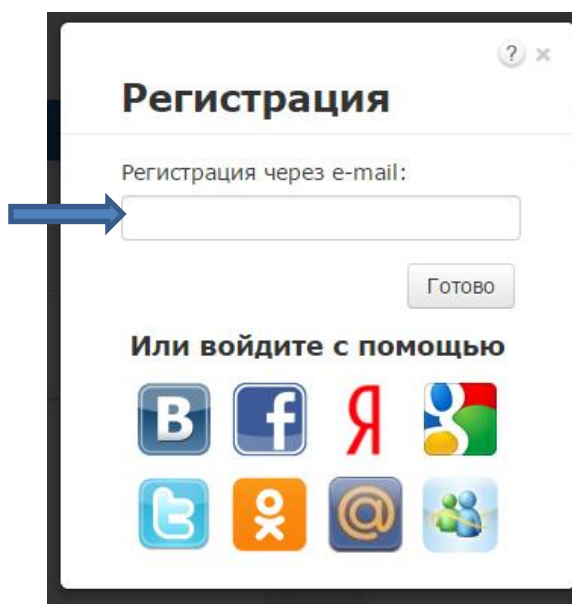 ?
Регистрация
Регистрация через e-mail:
Готово
Или войдите с помощью
В f Я g
t @